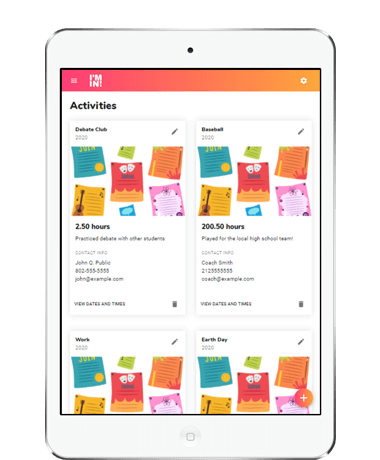 I'M
IN!
Activities
Debate Club
2020
2.50 hours
Practiced debate with other students
CONTACT INFO
John Q. Public
802-555-5555
john@example.com
VIEW DATES AND TIMES
Baseball
2020
200.50 hours
Played for the local high school team!
CONTACT INFO
Coach Smith
2125555555
coach@example.com
VIEW DATES AND TIMES
Work
2020
Earth Day
2020